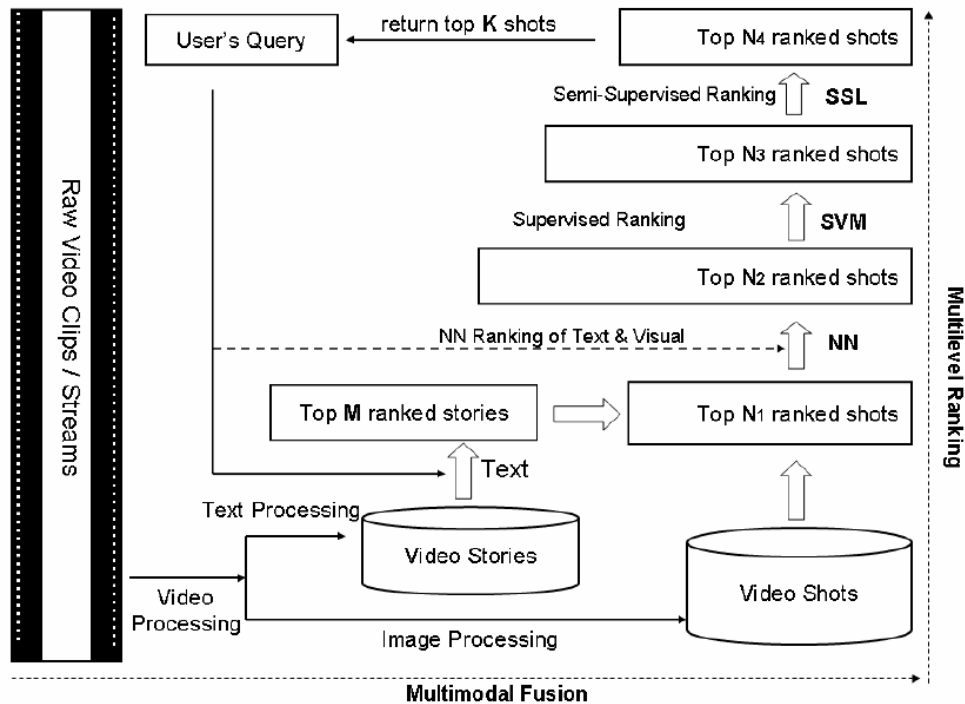 Raw Video Clips / Streams
User's Query
return top K shots
Top N4 ranked shots
Semi-Supervised Ranking
SSL
Top N3 ranked shots
Supervised Ranking
SVM
Top N2 ranked shots
NN Ranking of Text & Visual
NN
Top M ranked stories
Top N1 ranked shots
Text
Text Processing
Video Stories
Video
Processing
Video Shots
Image Processing
Multilevel Ranking
Multimodal Fusion